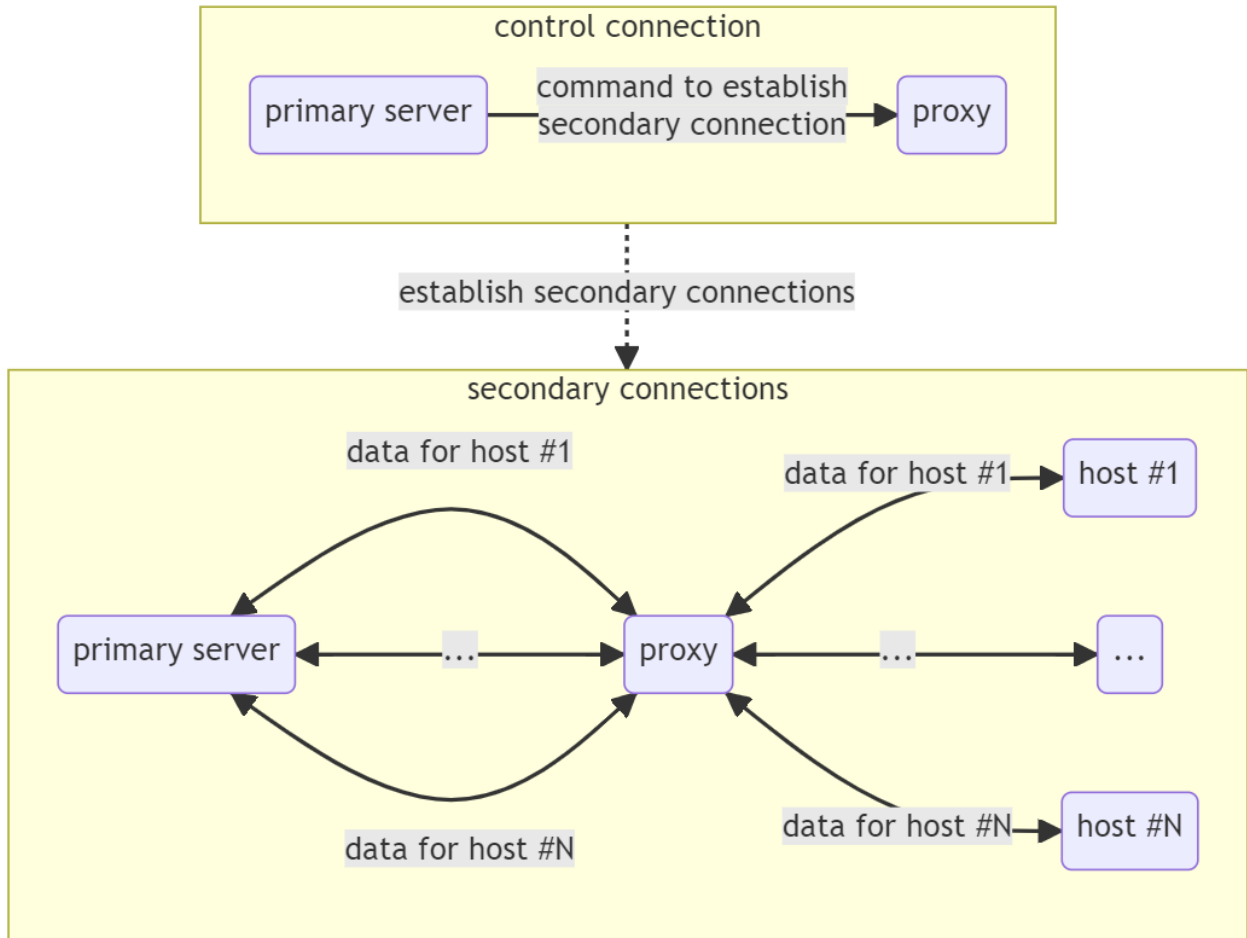 control connection
primary server
command to establish
secondary connection
proxy
establish secondary connections
secondary connections
data for host #1
data for host #1
host #1
primary server
...
proxy
...
...
data for host #N
data for host #N
host #N